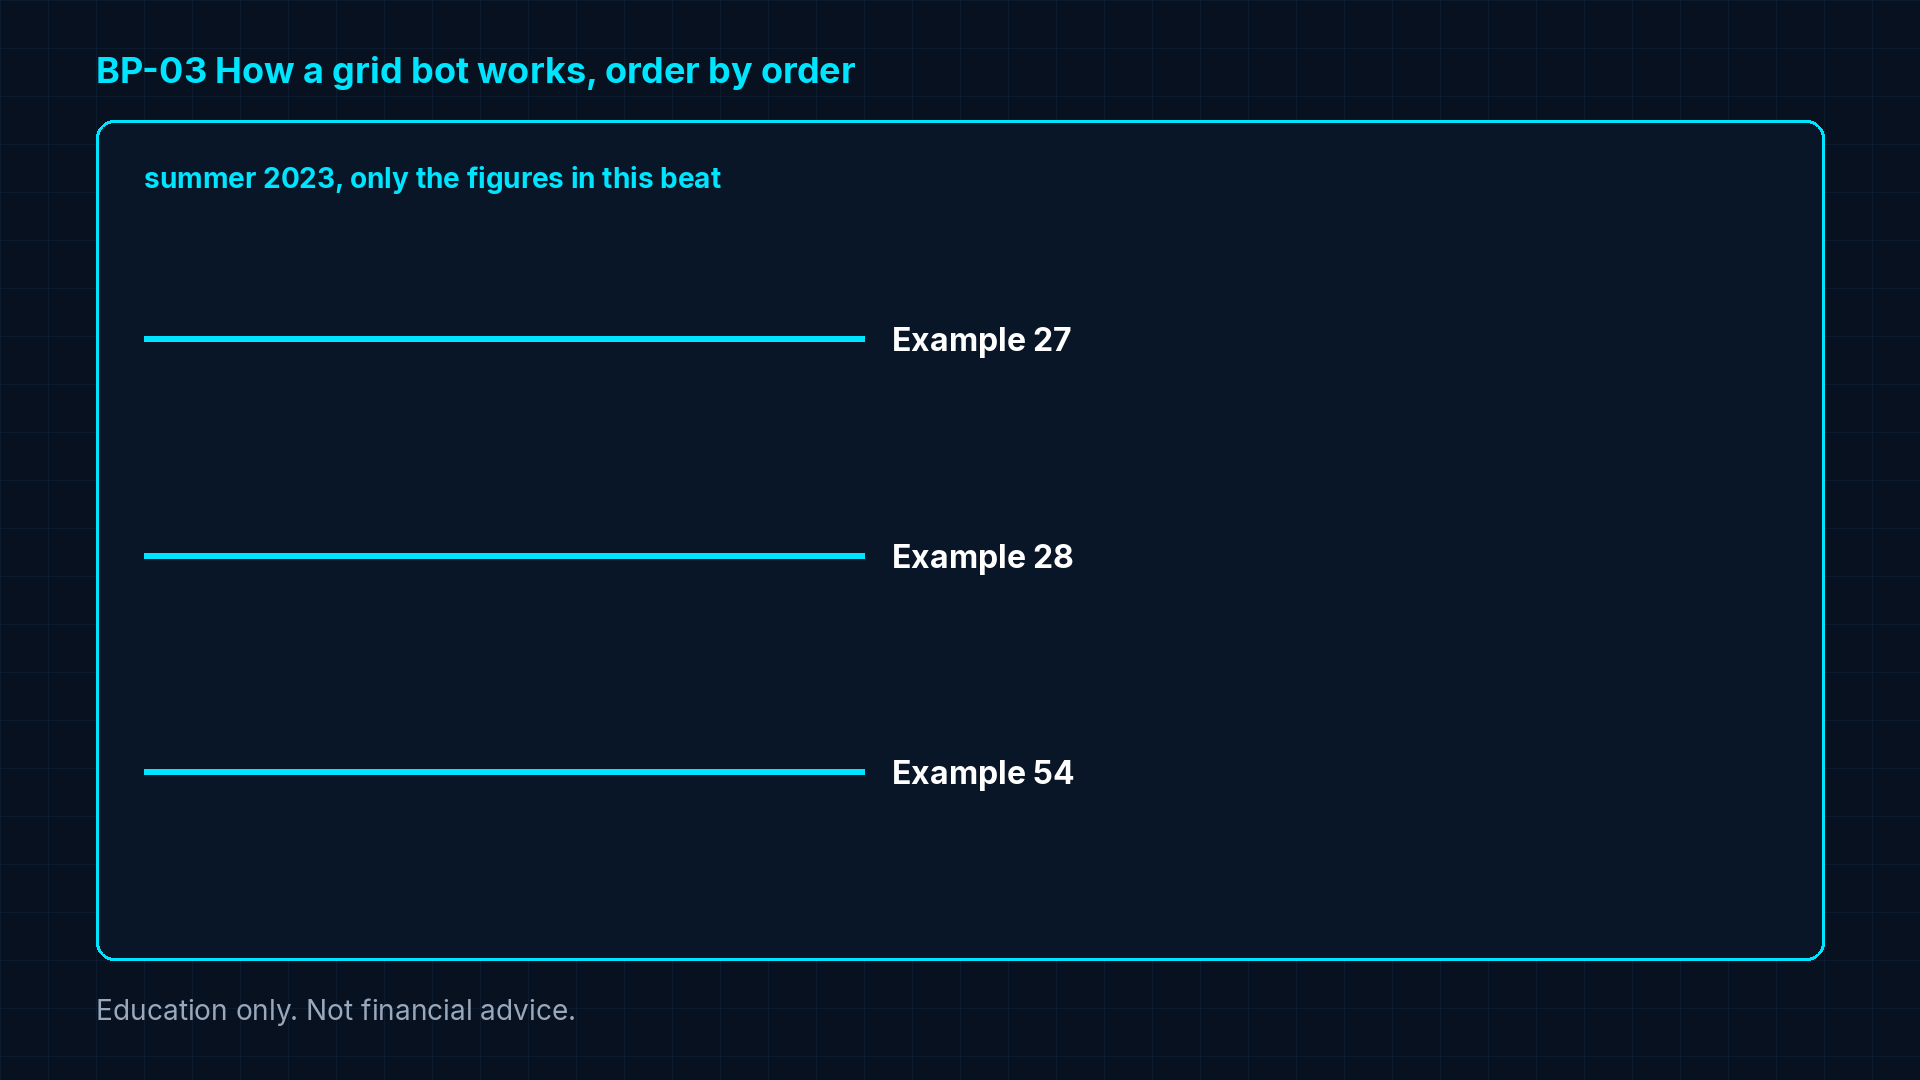 BP-03 How a grid bot works, order by order
summer 2023, only the figures in this beat
Example 27
Example 28
Example 54
Education only. Not financial advice.